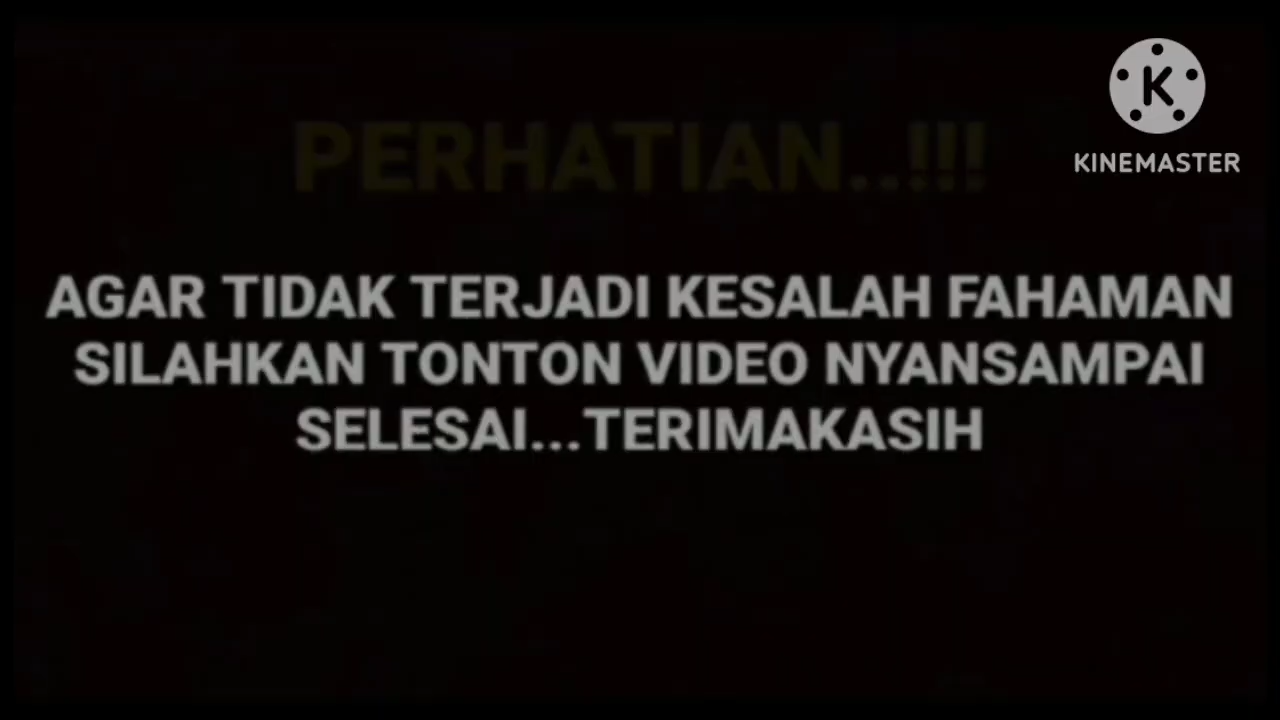 PERHATIAN..!!!
K
KINEMASTER
AGAR TIDAK TERJADI KESALAH FAHAMAN
SILAHKAN TONTON VIDEO NYANSAMPAI
SELESAI...TERIMAKASIH